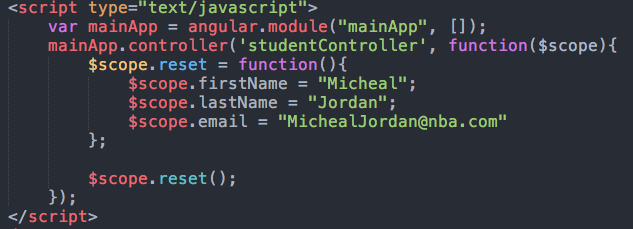 <script type="text/javascript">
    var mainApp = angular.module("mainApp", []);
    mainApp.controller('studentController', function($scope){
        $scope.reset = function(){
            $scope.firstName = "Micheal";
            $scope.lastName = "Jordan";
            $scope.email = "MichealJordan@nba.com"
        };

        $scope.reset();
    });
</script>